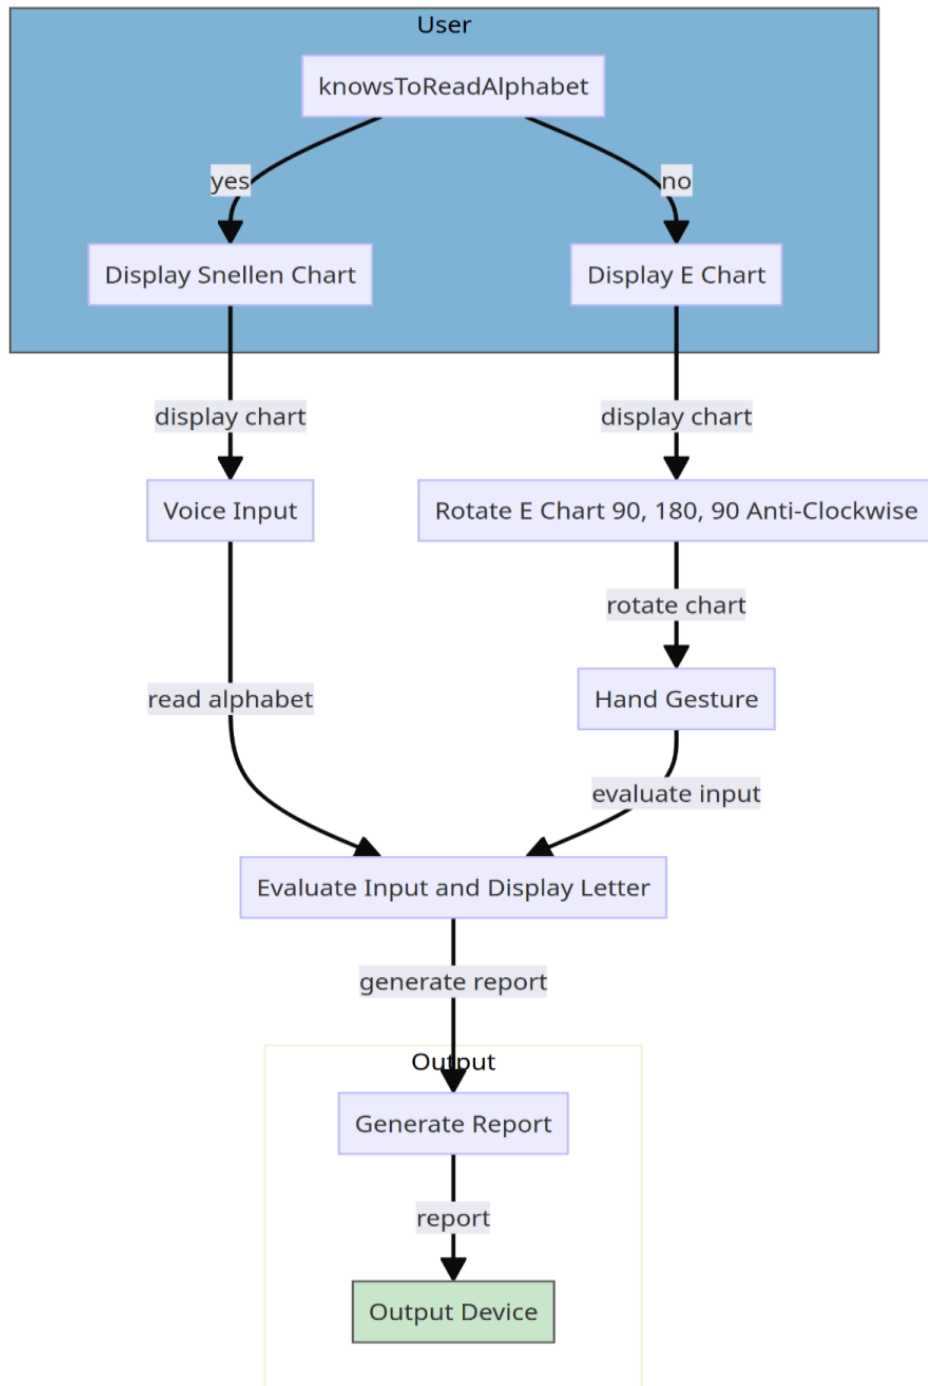 User
knowsToReadAlphabet
yes
no
Display Snellen Chart
Display E Chart
display chart
display chart
Voice Input
Rotate E Chart 90, 180, 90 Anti-Clockwise
rotate chart
Hand Gesture
read alphabet
evaluate input
Evaluate Input and Display Letter
generate report
Output
Generate Report
report
Output Device